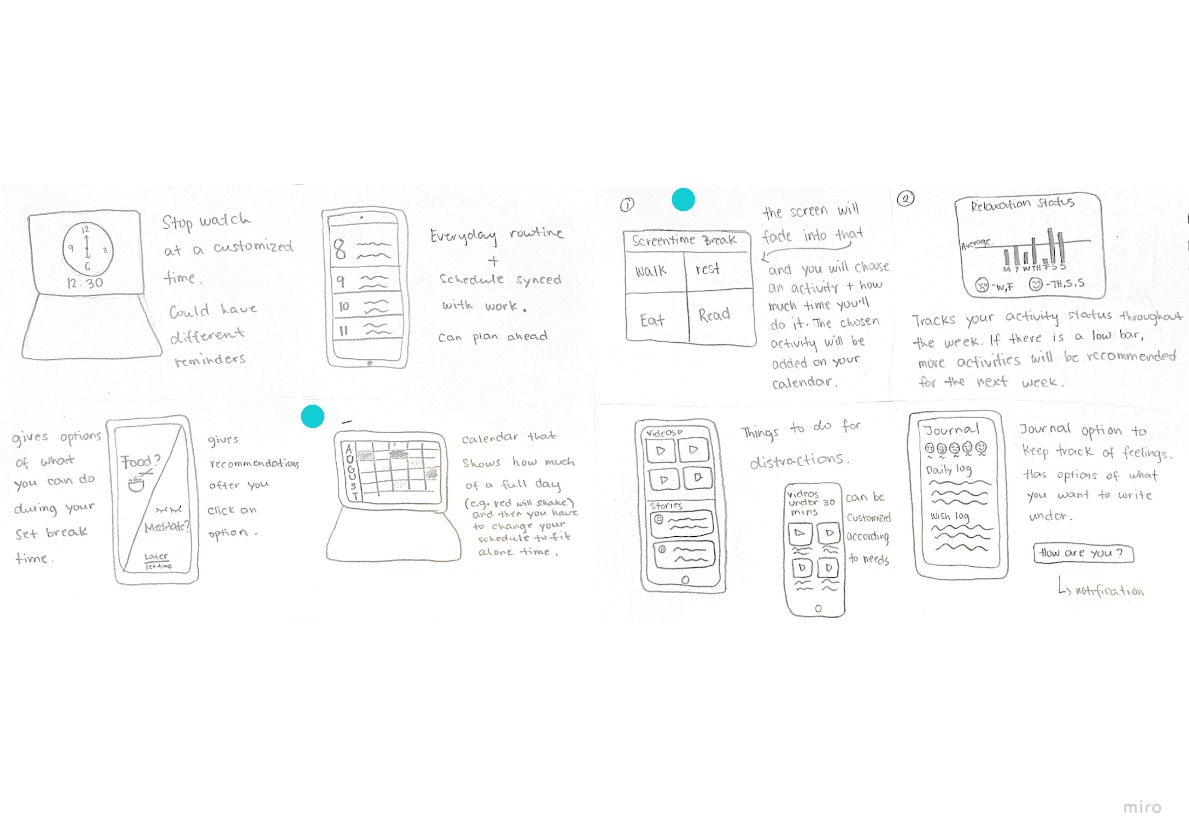 12
9
3
6
12:30
Stop watch
at a customized
time.
Could have
different
reminders
8
9
10
11
Everyday routine
+
Schedule synced
with work.
can plan ahead
gives options
of what
you can do
during your
set break
time.
Food?
Meditate?
Later
Set time
gives
recommendations
after you
click an
option.
AUGUST
calendar that
shows how much
of a full day
(e.g. red will shake)
and then you have
to change your
schedule to fit
alone time.
1
Screentime Break
walk
rest
Eat
Read
the screen will
fade into that
and you will choose
an activity + how
much time you'll
do it. The chosen
activity will be
added on your
calendar.
2
Relaxation Status
Average
M T W TH F S S
-W,F
-TH,S,S
Tracks your activity status throughout
the week. If there is a low bar,
more activities will be recommended
for the next week.
Videos
Stories
Things to do for
distractions.
videos
under 30
mins
can be
customized
according
to needs
Journal
Daily log
Wish log
Journal option to
keep track of feelings.
Has options of what
you want to write
under.
How are you?
notification
miro